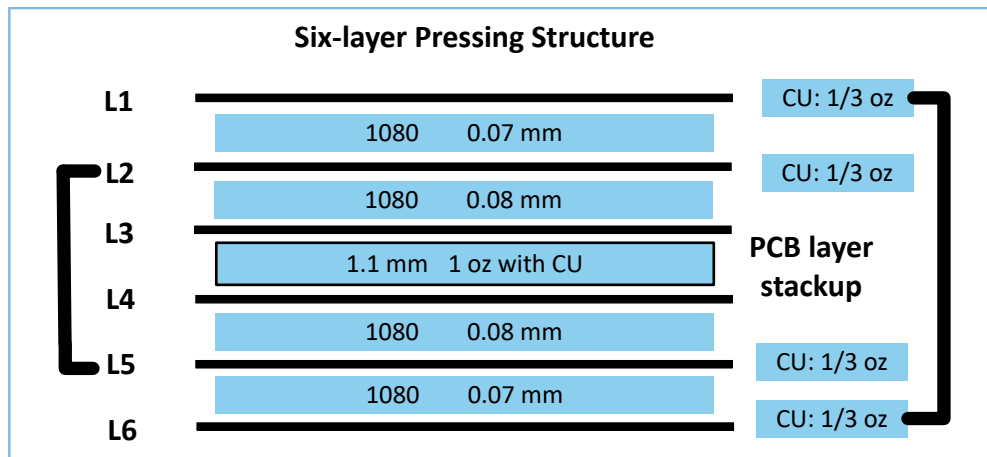 Six-layer Pressing Structure
L1
CU: 1/3 oz
1080 0.07 mm
L2
CU: 1/3 oz
1080 0.08 mm
L3
1.1 mm 1 oz with CU
PCB layer
stackup
L4
1080 0.08 mm
L5
CU: 1/3 oz
1080 0.07 mm
L6
CU: 1/3 oz